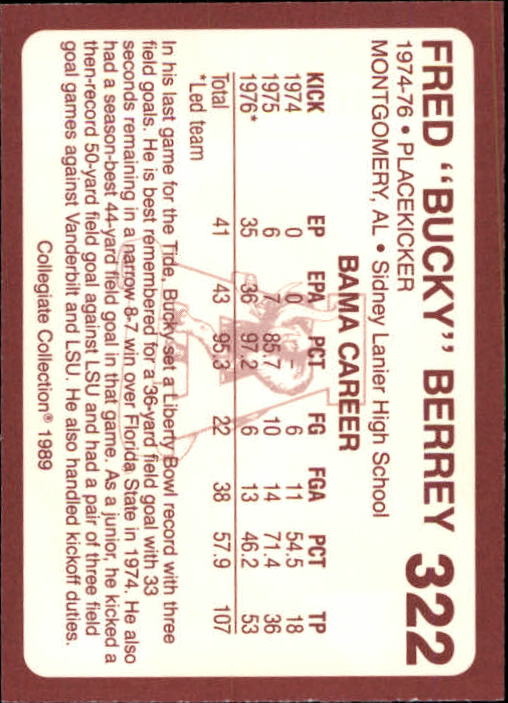 FRED "BUCKY" BERREY 322
1974-76 • PLACEKICKER
MONTGOMERY, AL • Sidney Lanier High School
BAMA CAREER
KICK EP EPA PCT FG FGA PCT TP
1974 0 0 – 6 11 54.5 18
1975 6 7 85.7 10 14 71.4 36
1976* 35 36 97.2 6 13 46.2 53
Total 41 43 95.3 22 38 57.9 107
*Led team
In his last game for the Tide, Bucky set a Liberty Bowl record with three
field goals. He is best remembered for a 36-yard field goal with 33
seconds remaining in a narrow 8-7 win over Florida State in 1974. He also
had a season-best 44-yard field goal in that game. As a junior, he kicked a
then-record 50-yard field goal against LSU and had a pair of three field
goal games against Vanderbilt and LSU. He also handled kickoff duties.
Collegiate Collection® 1989